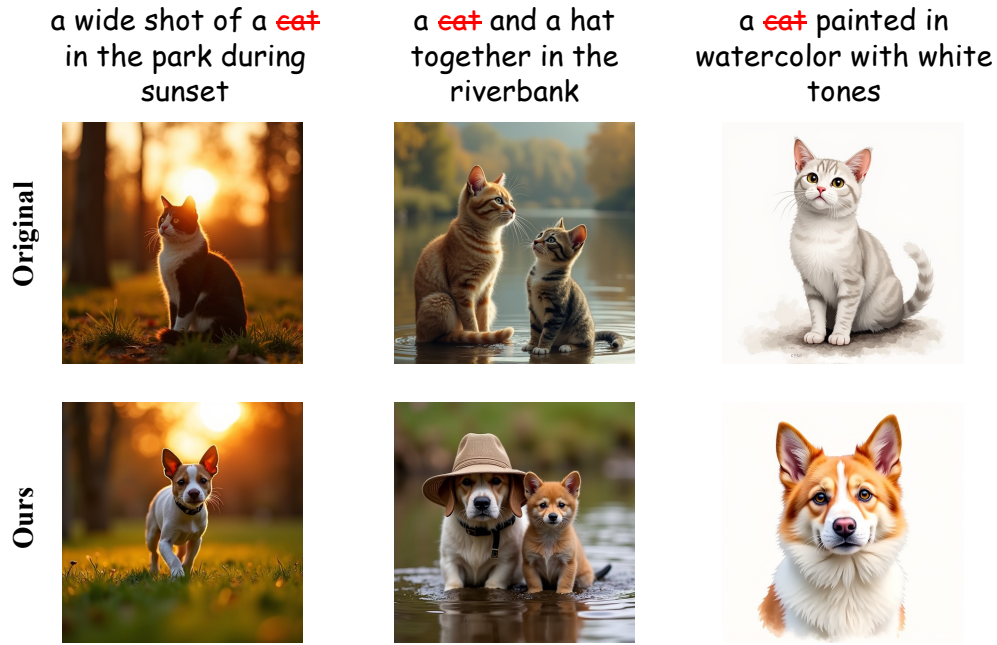 a wide shot of a cat
in the park during
sunset
a cat and a hat
together in the
riverbank
a cat painted in
watercolor with white
tones
Original
Ours